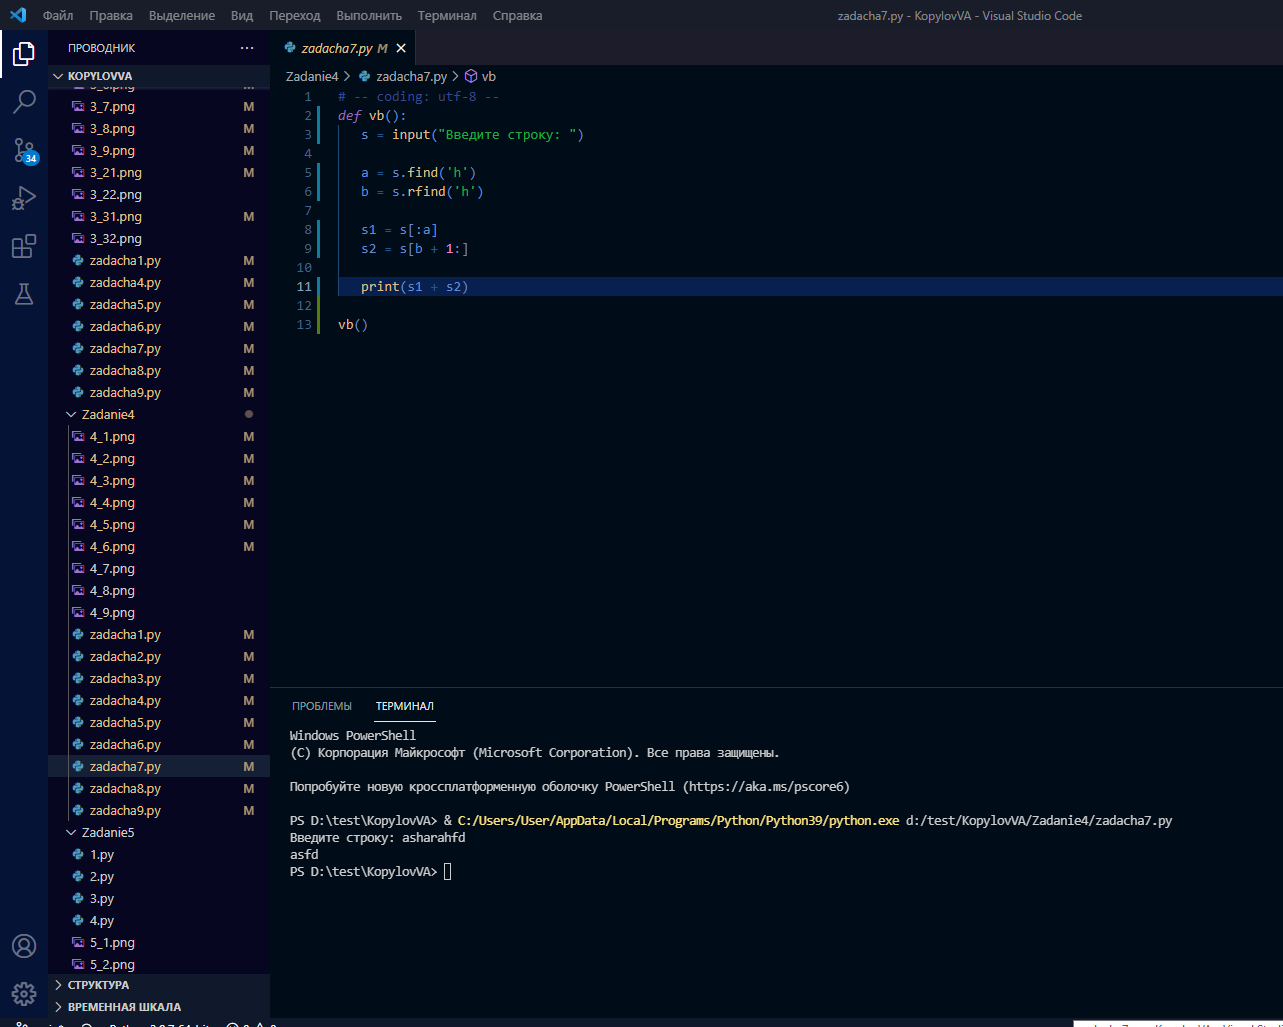 Файл Правка Выделение Вид Переход Выполнить Терминал Справка zadacha7.py - KopylovVA - Visual Studio Code
ПРОВОДНИК ···
KOPYLOVVA
3_7.png M
3_8.png M
3_9.png M
3_21.png M
3_22.png
3_31.png M
3_32.png
zadacha1.py M
zadacha4.py M
zadacha5.py M
zadacha6.py M
zadacha7.py M
zadacha8.py M
zadacha9.py M
Zadanie4
4_1.png M
4_2.png M
4_3.png M
4_4.png M
4_5.png M
4_6.png M
4_7.png
4_8.png
4_9.png
zadacha1.py M
zadacha2.py M
zadacha3.py M
zadacha4.py M
zadacha5.py M
zadacha6.py M
zadacha7.py M
zadacha8.py M
zadacha9.py M
Zadanie5
1.py
2.py
3.py
4.py
5_1.png
5_2.png
СТРУКТУРА
ВРЕМЕННАЯ ШКАЛА
34
zadacha7.py M
Zadanie4 > zadacha7.py > vb
1 # -- coding: utf-8 --
2 def vb():
3 s = input("Введите строку: ")
4
5 a = s.find('h')
6 b = s.rfind('h')
7
8 s1 = s[:a]
9 s2 = s[b + 1:]
10
11 print(s1 + s2)
12
13 vb()
ПРОБЛЕМЫ ТЕРМИНАЛ
Windows PowerShell
(C) Корпорация Майкрософт (Microsoft Corporation). Все права защищены.
Попробуйте новую кроссплатформенную оболочку PowerShell (https://aka.ms/pscore6)
PS D:\test\KopylovVA> & C:/Users/User/AppData/Local/Programs/Python/Python39/python.exe d:/test/KopylovVA/Zadanie4/zadacha7.py
Введите строку: asharahfd
asfd
PS D:\test\KopylovVA>